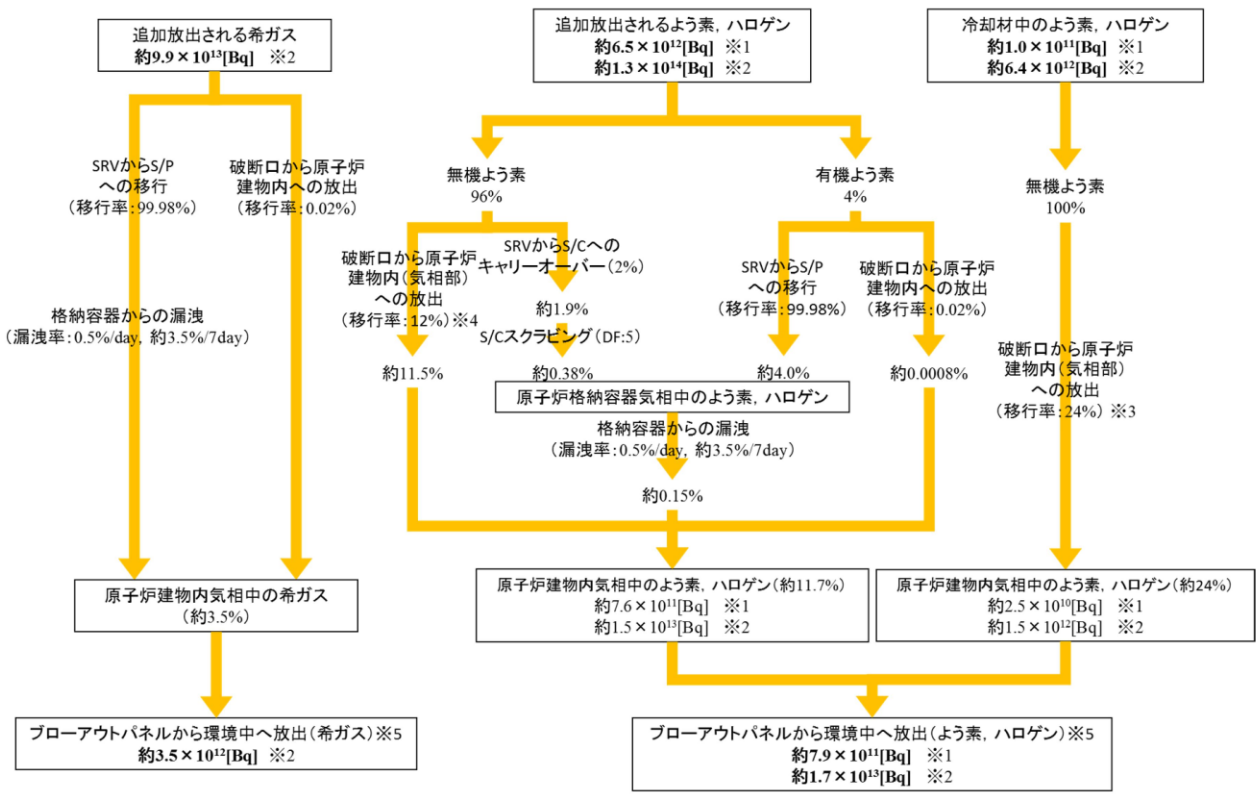 追加放出される希ガス
約9.9×10¹³[Bq] ※2
SRVからS/P
への移行
(移行率:99.98%)
破断口から原子炉
建物内への放出
(移行率:0.02%)
格納容器からの漏洩
(漏洩率:0.5%/day, 約3.5%/7day)
原子炉建物内気相中の希ガス
(約3.5%)
ブローアウトパネルから環境中へ放出(希ガス)※5
約3.5×10¹²[Bq] ※2
追加放出されるよう素, ハロゲン
約6.5×10¹²[Bq] ※1
約1.3×10¹⁴[Bq] ※2
無機よう素
96%
有機よう素
4%
破断口から原子炉
建物内(気相部)
への放出
(移行率:12%)※4
約11.5%
SRVからS/Cへの
キャリーオーバー(2%)
約1.9%
S/Cスクラビング(DF:5)
約0.38%
SRVからS/P
への移行
(移行率:99.98%)
約4.0%
破断口から原子炉
建物内への放出
(移行率:0.02%)
約0.0008%
原子炉格納容器気相中のよう素, ハロゲン
格納容器からの漏洩
(漏洩率:0.5%/day, 約3.5%/7day)
約0.15%
原子炉建物内気相中のよう素, ハロゲン(約11.7%)
約7.6×10¹¹[Bq] ※1
約1.5×10¹³[Bq] ※2
冷却材中のよう素, ハロゲン
約1.0×10¹¹[Bq] ※1
約6.4×10¹²[Bq] ※2
無機よう素
100%
破断口から原子炉
建物内(気相部)
への放出
(移行率:24%) ※3
原子炉建物内気相中のよう素, ハロゲン(約24%)
約2.5×10¹⁰[Bq] ※1
約1.5×10¹²[Bq] ※2
ブローアウトパネルから環境中へ放出(よう素, ハロゲン)※5
約7.9×10¹¹[Bq] ※1
約1.7×10¹³[Bq] ※2